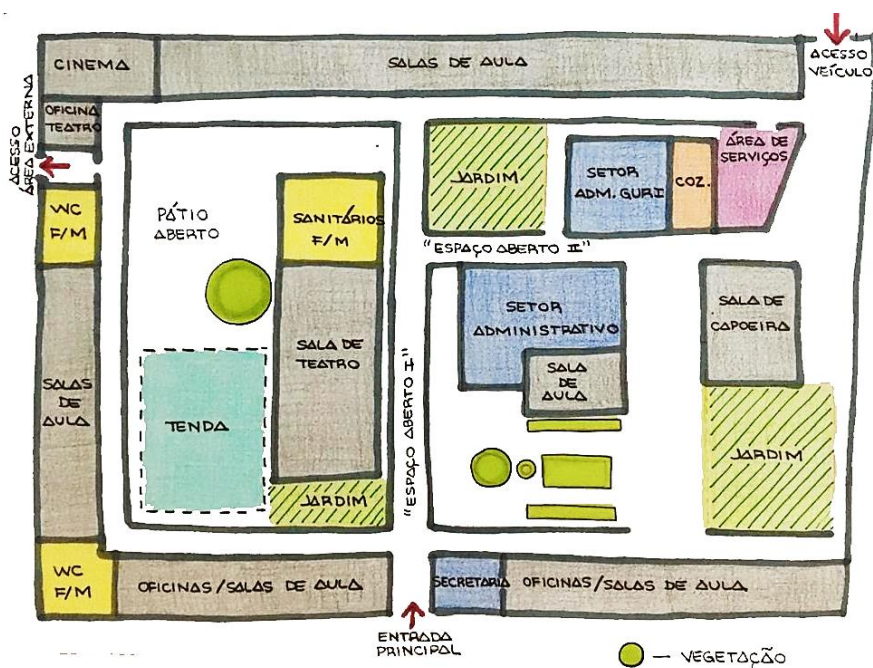 CINEMA
SALAS DE AULA
ACESSO
VEÍCULO
OFICINA
TEATRO
ACESSO
ÁREA EXTERNA
WC
F/M
PÁTIO
ABERTO
SANITÁRIOS
F/M
JARDIM
SETOR
ADM. GURI
COZ.
ÁREA DE
SERVIÇOS
"ESPAÇO ABERTO II"
SETOR
ADMINISTRATIVO
SALA DE
CAPOEIRA
SALA DE
TEATRO
SALA
DE
AULA
SALAS
DE
AULA
TENDA
"ESPAÇO ABERTO I"
JARDIM
JARDIM
WC
F/M
OFICINAS/SALAS DE AULA
SECRETARIA
OFICINAS/SALAS DE AULA
ENTRADA
PRINCIPAL
— VEGETAÇÃO